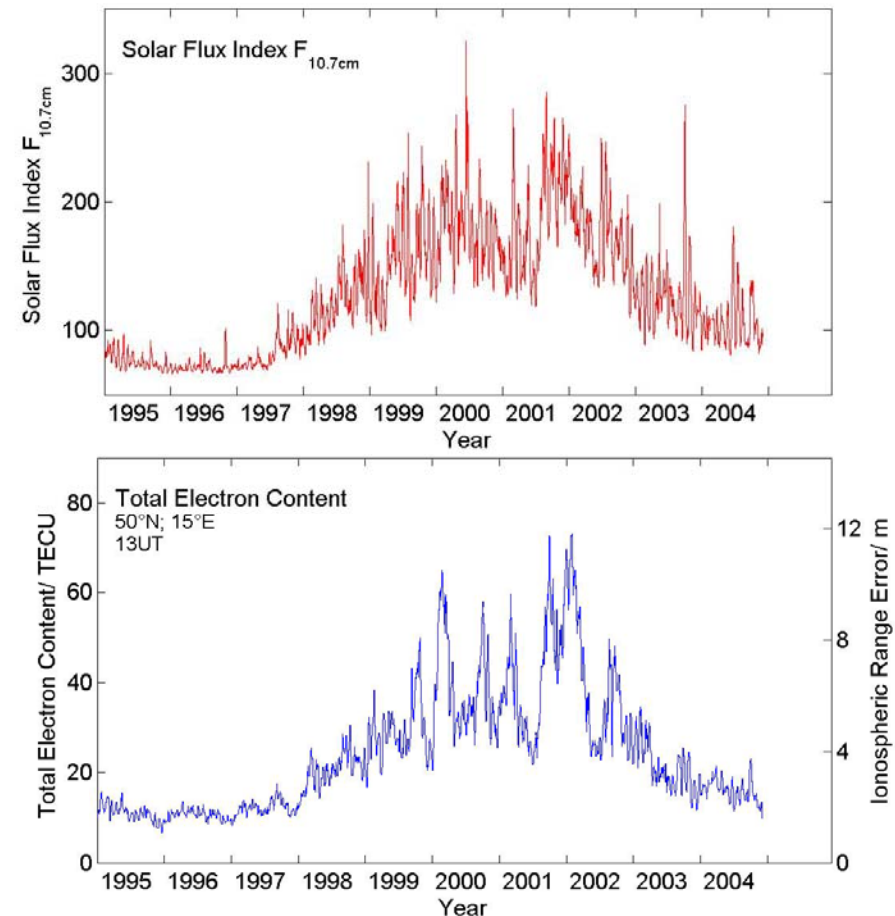 Solar Flux Index F10.7cm
Solar Flux Index F10.7cm
300
200
100
1995 1996 1997 1998 1999 2000 2001 2002 2003 2004
Year
Total Electron Content
50°N; 15°E
13UT
Total Electron Content/ TECU
80
60
40
20
0
12
8
4
0
Ionospheric Range Error/ m
1995 1996 1997 1998 1999 2000 2001 2002 2003 2004
Year